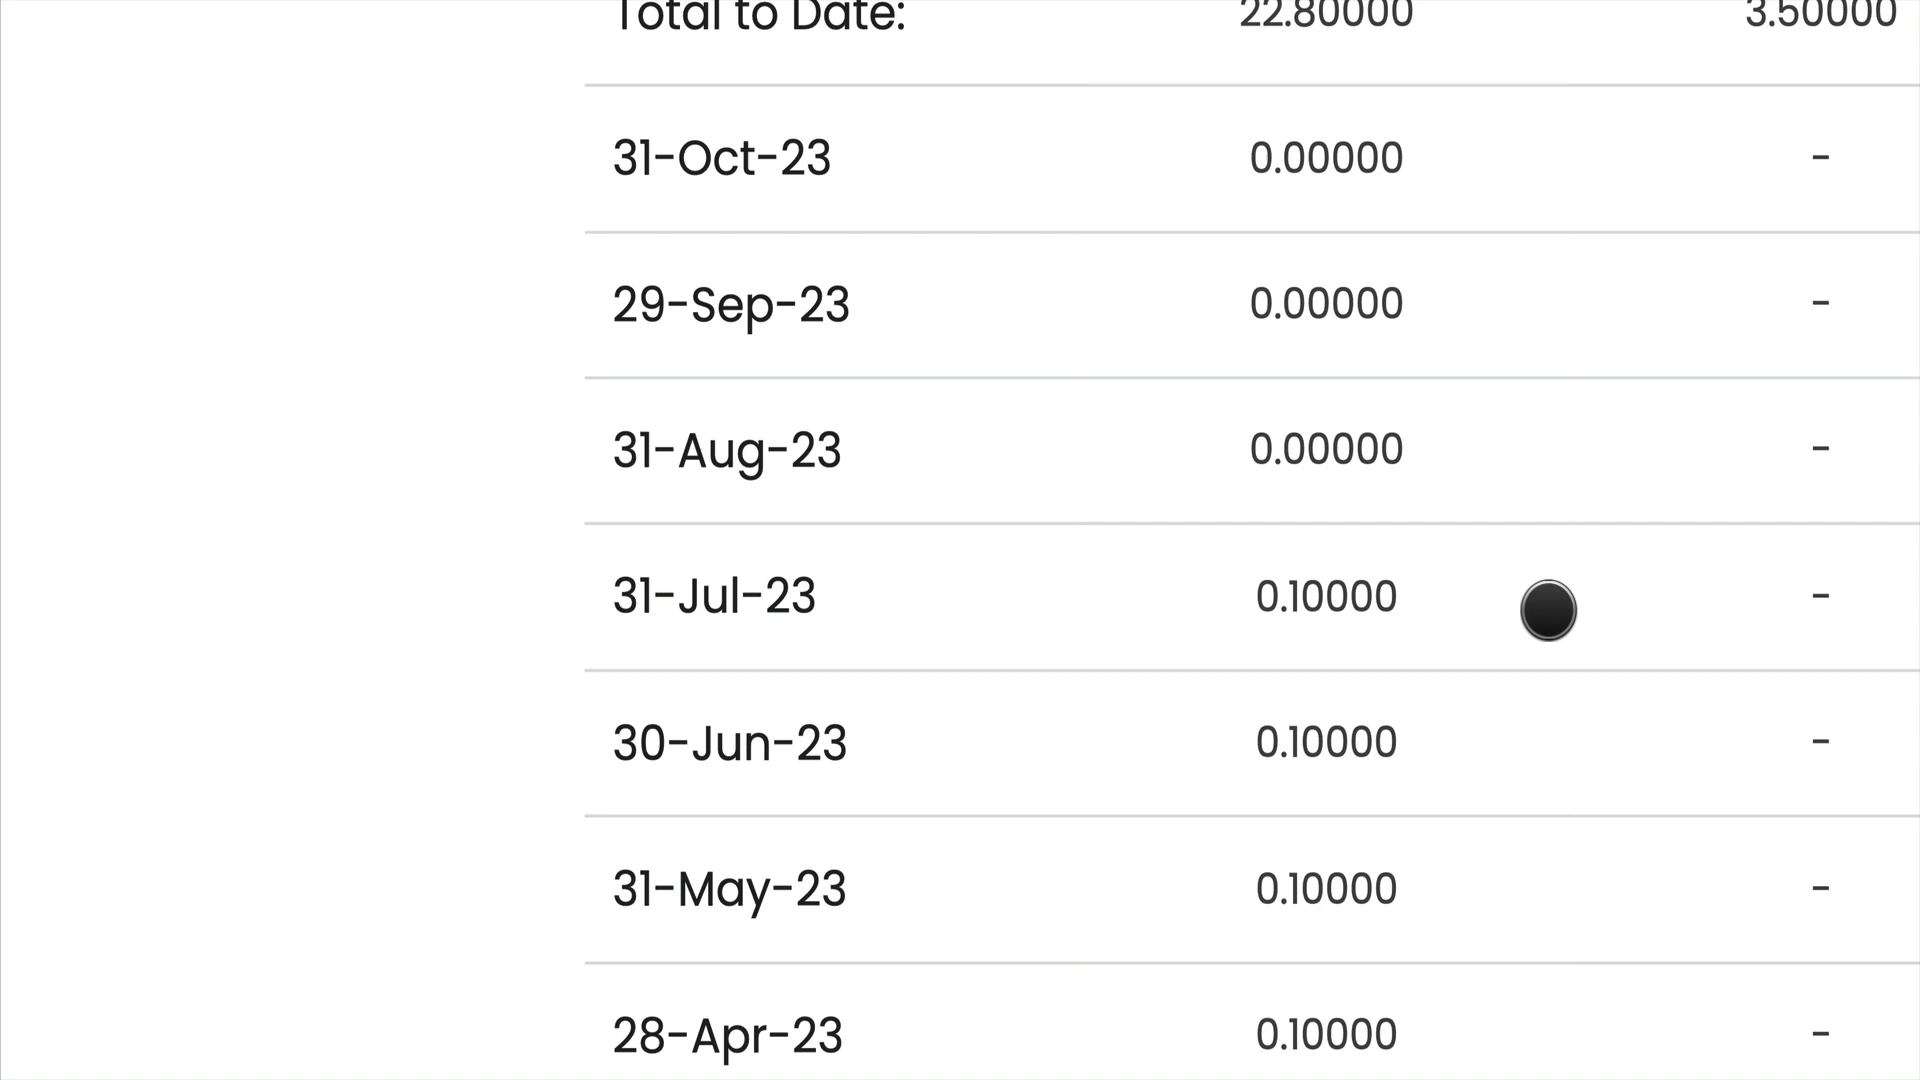 Total to Date: 22.80000 3.50000
31-Oct-23 0.00000 -
29-Sep-23 0.00000 -
31-Aug-23 0.00000 -
31-Jul-23 0.10000 -
30-Jun-23 0.10000 -
31-May-23 0.10000 -
28-Apr-23 0.10000 -